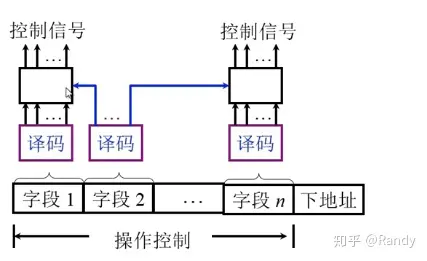 控制信号 控制信号
… …
… … …
译码 译码 译码
字段 1 字段 2 … 字段 n 下地址
操作控制
知乎 @Randy